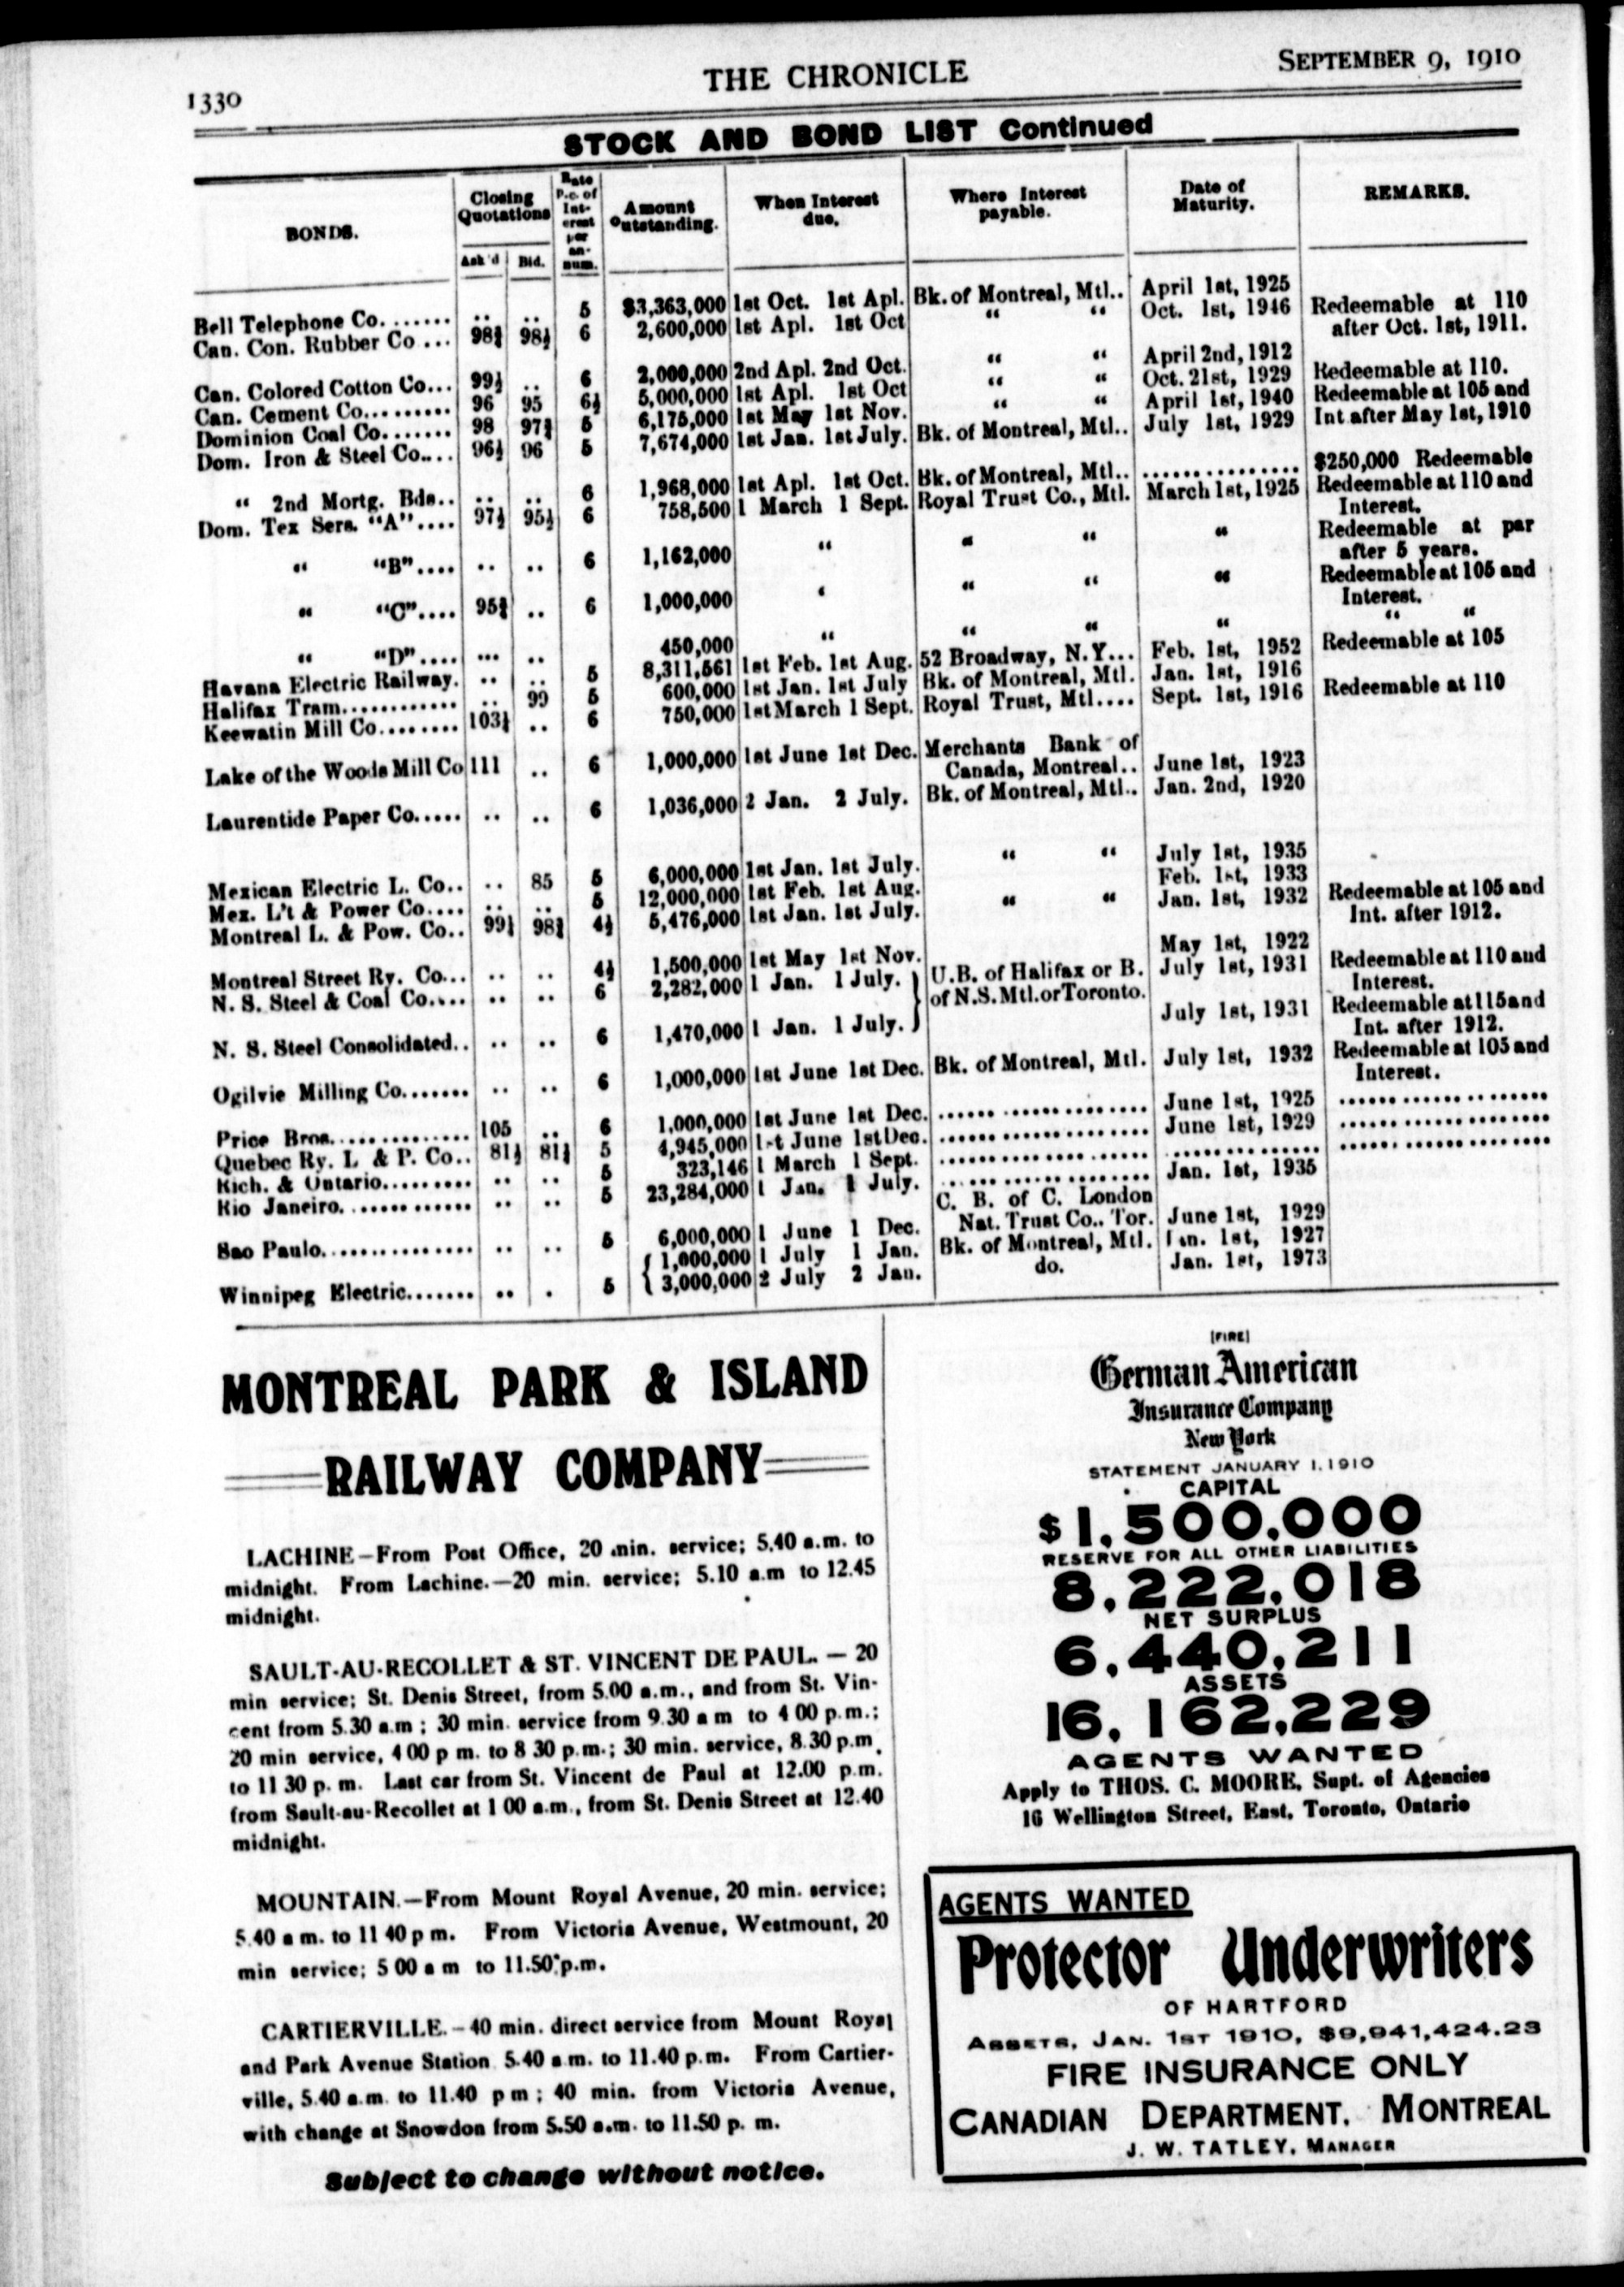 1330
THE CHRONICLE
SEPTEMBER 9, 1910
STOCK AND BOND LIST Continued
BONDS. Closing Quotations Rate p.c. of Interest per annum. Amount Outstanding. When Interest due. Where Interest payable. Date of Maturity. REMARKS.
Ask'd Bid.
Bell Telephone Co....... .. .. 5 $3,363,000 1st Oct. 1st Apl. Bk. of Montreal, Mtl.. April 1st, 1925
Can. Con. Rubber Co... 6 2,600,000 1st Apl. 1st Oct “ “ Oct. 1st, 1946 Redeemable at 110
after Oct. 1st, 1911.
Can. Colored Cotton Co... 99½ .. 6 2,000,000 2nd Apl. 2nd Oct. “ “ April 2nd, 1912
Can. Cement Co......... 96 95 6½ 5,000,000 1st Apl. 1st Oct “ “ Oct. 21st, 1929 Redeemable at 110.
Dominion Coal Co....... 98 5 6,175,000 1st May 1st Nov. “ “ April 1st, 1940 Redeemable at 105 and
Dom. Iron & Steel Co.... 96½ 96 5 7,674,000 1st Jan. 1st July. Bk. of Montreal, Mtl.. July 1st, 1929 Int after May 1st, 1910
“ 2nd Mortg. Bds.. .. .. 6 1,968,000 1st Apl. 1st Oct. Bk. of Montreal, Mtl.. .............. $250,000 Redeemable
Dom. Tex Sers. “A”.... 97½ 95½ 6 758,500 1 March 1 Sept. Royal Trust Co., Mtl. March 1st, 1925 Redeemable at 110 and
Interest.
“ “B”.... .. .. 6 1,162,000 “ “ “ “ Redeemable at par
after 5 years.
“ “C”.... .. 6 1,000,000 ‘ “ “ “ Redeemable at 105 and
Interest.
“ “D”.... ... .. 450,000 “ “ “ “ “ “
Havana Electric Railway. .. .. 5 8,311,561 1st Feb. 1st Aug. 52 Broadway, N.Y... Feb. 1st, 1952 Redeemable at 105
Halifax Tram............ .. 99 5 600,000 1st Jan. 1st July Bk. of Montreal, Mtl. Jan. 1st, 1916
Keewatin Mill Co........ .. 6 750,000 1st March 1 Sept. Royal Trust, Mtl.... Sept. 1st, 1916 Redeemable at 110
Lake of the Woods Mill Co 111 .. 6 1,000,000 1st June 1st Dec. Merchants Bank of
Canada, Montreal.. June 1st, 1923
Laurentide Paper Co..... .. .. 6 1,036,000 2 Jan. 2 July. Bk. of Montreal, Mtl.. Jan. 2nd, 1920
Mexican Electric L. Co.. .. 85 5 6,000,000 1st Jan. 1st July. “ “ July 1st, 1935
Mex. L't & Power Co.... .. .. 5 12,000,000 1st Feb. 1st Aug. Feb. 1st, 1933
Montreal L. & Pow. Co.. 4½ 5,476,000 1st Jan. 1st July. “ “ Jan. 1st, 1932 Redeemable at 105 and
Int. after 1912.
Montreal Street Ry. Co... .. .. 4½ 1,500,000 1st May 1st Nov. May 1st, 1922
N. S. Steel & Coal Co.... .. .. 6 2,282,000 1 Jan. 1 July. } U.B. of Halifax or B. July 1st, 1931 Redeemable at 110 and
of N.S. Mtl. or Toronto. Interest.
N. S. Steel Consolidated.. .. .. 6 1,470,000 1 Jan. 1 July. July 1st, 1931 Redeemable at 115 and
Int. after 1912.
Ogilvie Milling Co....... .. .. 6 1,000,000 1st June 1st Dec. Bk. of Montreal, Mtl. July 1st, 1932 Redeemable at 105 and
Interest.
Price Bros.............. 105 .. 6 1,000,000 1st June 1st Dec. .................... June 1st, 1925 ....................
Quebec Ry. L & P. Co.. 5 4,945,000 1st June 1st Dec. .................... June 1st, 1929 ....................
Rich. & Ontario......... .. .. 5 323,146 1 March 1 Sept. .................... .............. ....................
Rio Janeiro............. .. .. 5 23,284,000 1 Jan. 1 July. .................... Jan. 1st, 1935
Sao Paulo............... .. .. 5 6,000,000 1 June 1 Dec. C. B. of C. London
Nat. Trust Co., Tor. June 1st, 1929
{ 1,000,000 1 July 1 Jan. Bk. of Montreal, Mtl. Jan. 1st, 1927
Winnipeg Electric....... .. . 5 3,000,000 2 July 2 Jan. do. Jan. 1st, 1973
MONTREAL PARK & ISLAND
RAILWAY COMPANY
LACHINE—From Post Office, 20 min. service; 5.40 a.m. to
midnight. From Lachine.—20 min. service; 5.10 a.m to 12.45
midnight.
SAULT-AU-RECOLLET & ST. VINCENT DE PAUL. — 20
min service; St. Denis Street, from 5.00 a.m., and from St. Vin-
cent from 5.30 a.m ; 30 min. service from 9.30 a m to 4 00 p.m.;
20 min service, 4 00 p m. to 8 30 p.m.; 30 min. service, 8.30 p.m.
to 11 30 p. m. Last car from St. Vincent de Paul at 12.00 p.m.
from Sault-au-Recollet at 1 00 a.m., from St. Denis Street at 12.40
midnight.
MOUNTAIN.—From Mount Royal Avenue, 20 min. service;
5.40 a m. to 11 40 p m. From Victoria Avenue, Westmount, 20
min service; 5 00 a m to 11.50 p.m.
CARTIERVILLE.—40 min. direct service from Mount Royal
and Park Avenue Station 5.40 a.m. to 11.40 p.m. From Cartier-
ville, 5.40 a.m. to 11.40 p m ; 40 min. from Victoria Avenue,
with change at Snowdon from 5.50 a.m. to 11.50 p. m.
Subject to change without notice.
[FIRE]
German American
Insurance Company
New York
STATEMENT JANUARY 1, 1910
CAPITAL
$1,500,000
RESERVE FOR ALL OTHER LIABILITIES
8,222,018
NET SURPLUS
6,440,211
ASSETS
16,162,229
AGENTS WANTED
Apply to THOS. C. MOORE, Supt. of Agencies
16 Wellington Street, East, Toronto, Ontario
AGENTS WANTED
Protector Underwriters
OF HARTFORD
ASSETS, JAN. 1ST 1910, $9,941,424.23
FIRE INSURANCE ONLY
CANADIAN DEPARTMENT, MONTREAL
J. W. TATLEY, MANAGER